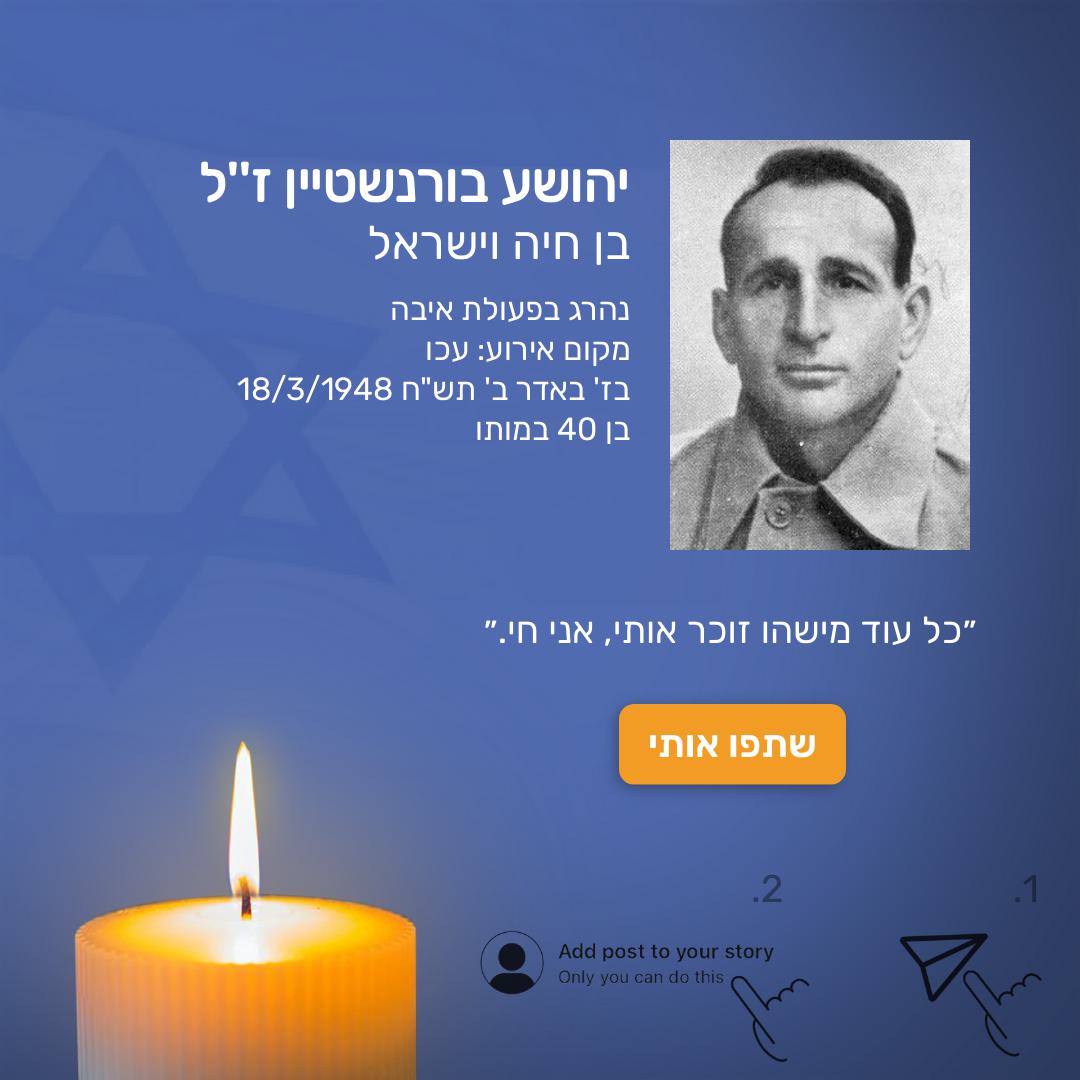 יהושע בורנשטיין ז"ל
בן חיה וישראל
נהרג בפעולת איבה
מקום אירוע: עכו
בז' באדר ב' תש"ח 18/3/1948
בן 40 במותו
״כל עוד מישהו זוכר אותי, אני חי.״
שתפו אותי
1.
2.
Add post to your story
Only you can do this